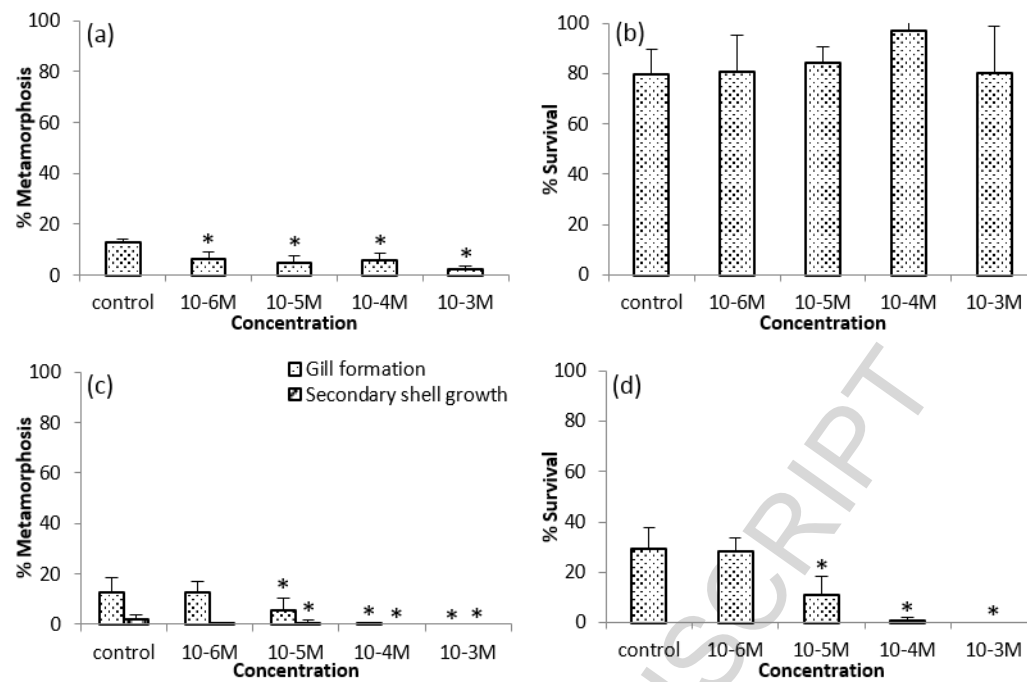 (a)
% Metamorphosis
100
80
60
40
20
0
* * * *
control 10-6M 10-5M 10-4M 10-3M
Concentration
(b)
% Survival
100
80
60
40
20
0
control 10-6M 10-5M 10-4M 10-3M
Concentration
(c)
Gill formation
Secondary shell growth
% Metamorphosis
100
80
60
40
20
0
* * * * * *
control 10-6M 10-5M 10-4M 10-3M
Concentration
(d)
% Survival
100
80
60
40
20
0
* * *
control 10-6M 10-5M 10-4M 10-3M
Concentration
USCRIPT